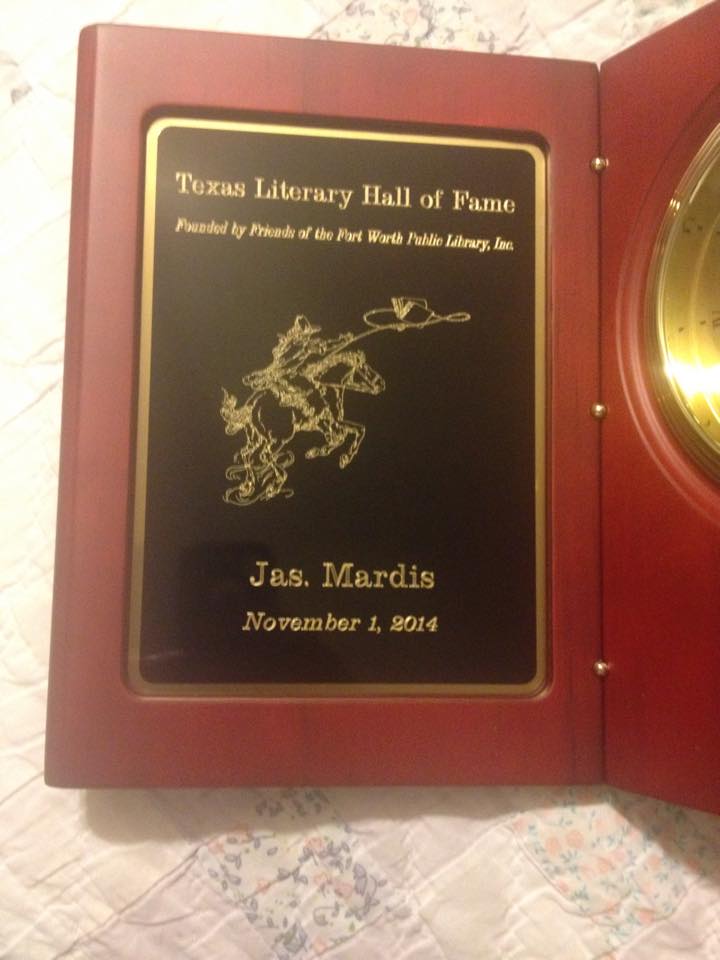 Texas Literary Hall of Fame
Founded by Friends of the Fort Worth Public Library, Inc.
Jas. Mardis
November 1, 2014